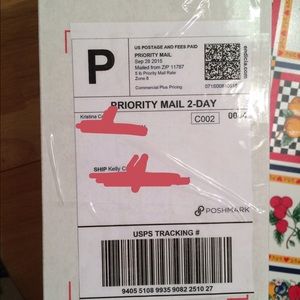 P
US POSTAGE AND FEES PAID
PRIORITY MAIL
Sep 28 2015
Mailed from ZIP 11787
5 lb Priority Mail Rate
Zone 8
Commercial Plus Pricing
endicia.com
PRIORITY MAIL 2-DAY
Kristina
C002
SHIP Kelly C
POSHMARK
USPS TRACKING #
9405 5108 9935 9082 2510 27